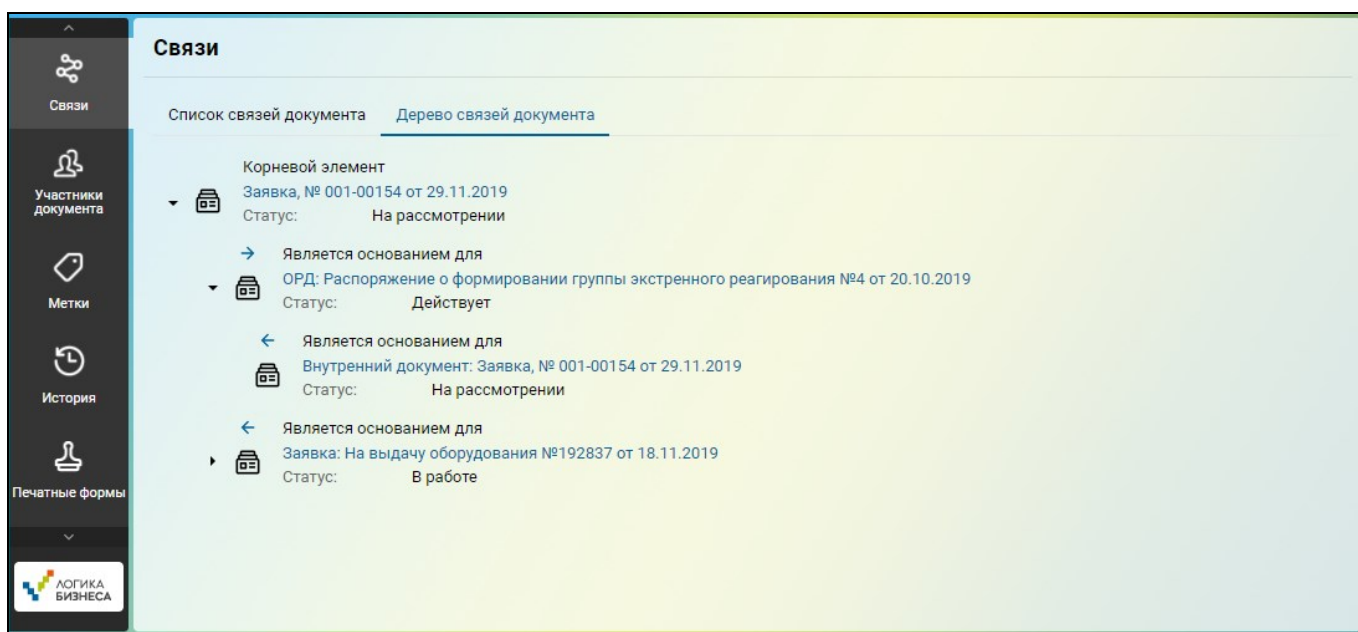 Связи
Участники
документа
Метки
История
Печатные формы
ЛОГИКА
БИЗНЕСА
Связи
Список связей документа Дерево связей документа
Корневой элемент
Заявка, № 001-00154 от 29.11.2019
Статус: На рассмотрении
Является основанием для
ОРД: Распоряжение о формировании группы экстренного реагирования №4 от 20.10.2019
Статус: Действует
Является основанием для
Внутренний документ: Заявка, № 001-00154 от 29.11.2019
Статус: На рассмотрении
Является основанием для
Заявка: На выдачу оборудования №192837 от 18.11.2019
Статус: В работе